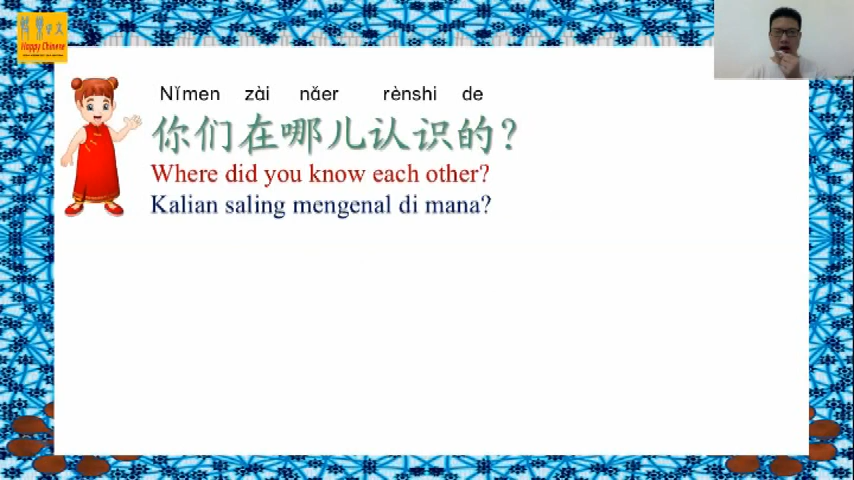 Happy Chinese
Nǐmen zài nǎer rènshi de
你们在哪儿认识的？
Where did you know each other?
Kalian saling mengenal di mana?